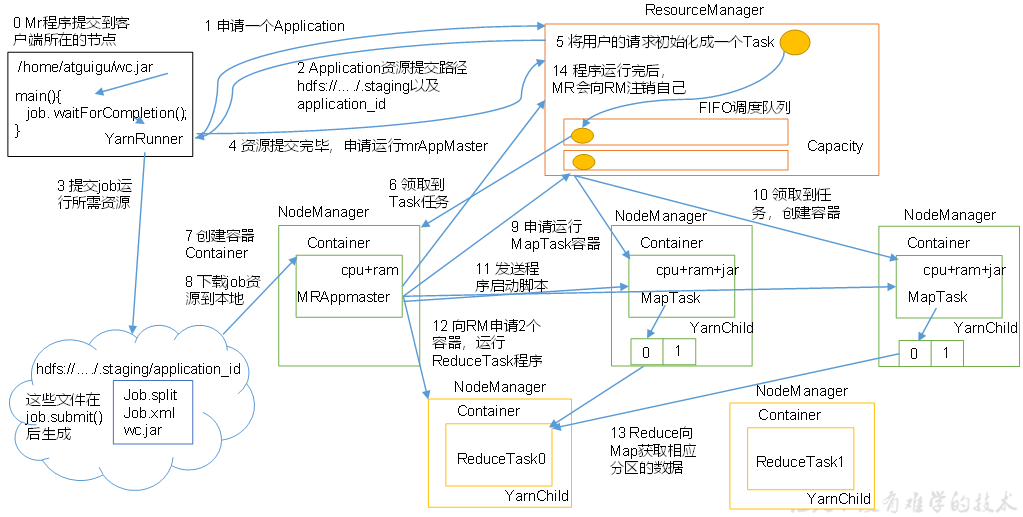 0 Mr程序提交到客
户端所在的节点
/home/atguigu/wc.jar
main(){
job. waitForCompletion();
}
YarnRunner
1 申请一个Application
2 Application资源提交路径
hdfs://…. /.staging以及
application_id
4 资源提交完毕，申请运行mrAppMaster
ResourceManager
5 将用户的请求初始化成一个Task
14 程序运行完后，
MR会向RM注销自己
FIFO调度队列
Capacity
3 提交job运
行所需资源
6 领取到
Task任务
7 创建容器
Container
8 下载job资
源到本地
NodeManager
Container
cpu+ram
MRAppmaster
9 申请运行
MapTask容器
11 发送程
序启动脚本
NodeManager
Container
cpu+ram+jar
MapTask
YarnChild
0
1
10 领取到任
务，创建容器
NodeManager
Container
cpu+ram+jar
MapTask
YarnChild
0
1
12 向RM申请2个
容器，运行
ReduceTask程序
hdfs://…. /.staging/application_id
这些文件在
job.submit()
后生成
Job.split
Job.xml
wc.jar
NodeManager
Container
ReduceTask0
YarnChild
13 Reduce向
Map获取相应
分区的数据
NodeManager
Container
ReduceTask1
YarnChild
没有难学的技术